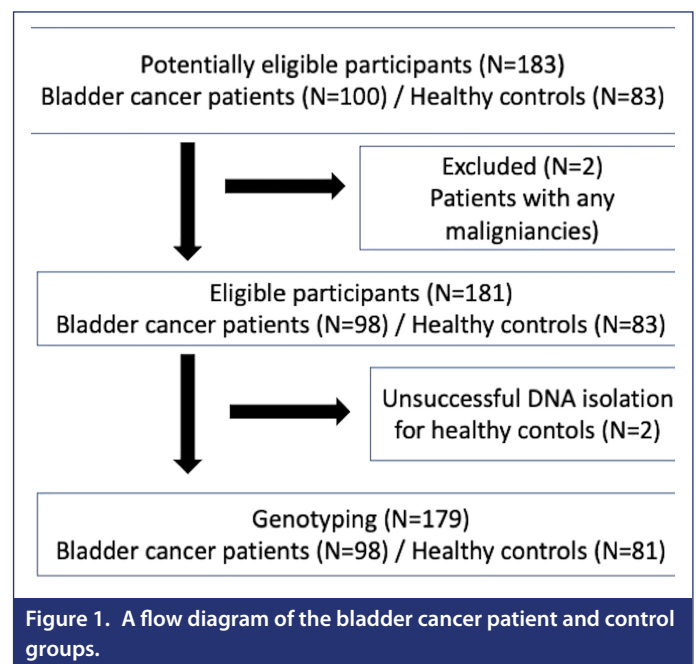 Potentially eligible participants (N=183)
Bladder cancer patients (N=100) / Healthy controls (N=83)
Excluded (N=2)
Patients with any
maligniancies)
Eligible participants (N=181)
Bladder cancer patients (N=98) / Healthy controls (N=83)
Unsuccessful DNA isolation
for healthy contols (N=2)
Genotyping (N=179)
Bladder cancer patients (N=98) / Healthy controls (N=81)
Figure 1. A flow diagram of the bladder cancer patient and control
groups.